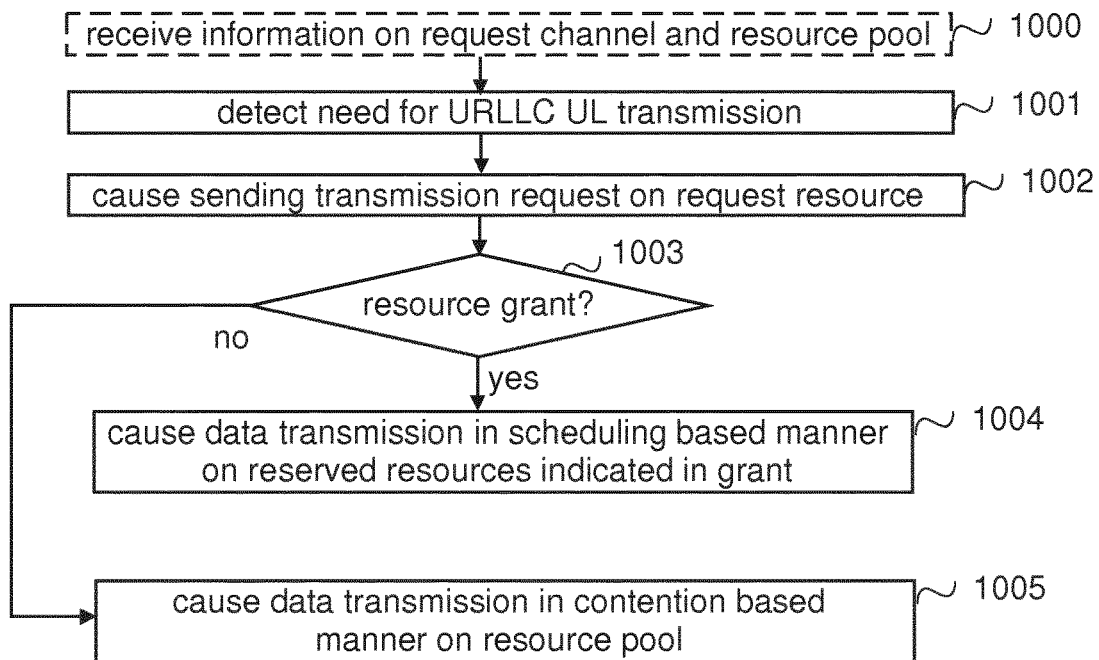 receive information on request channel and resource pool
1000
detect need for URLLC UL transmission
1001
cause sending transmission request on request resource
1002
1003
resource grant?
no
yes
cause data transmission in scheduling based manner
on reserved resources indicated in grant
1004
cause data transmission in contention based
manner on resource pool
1005